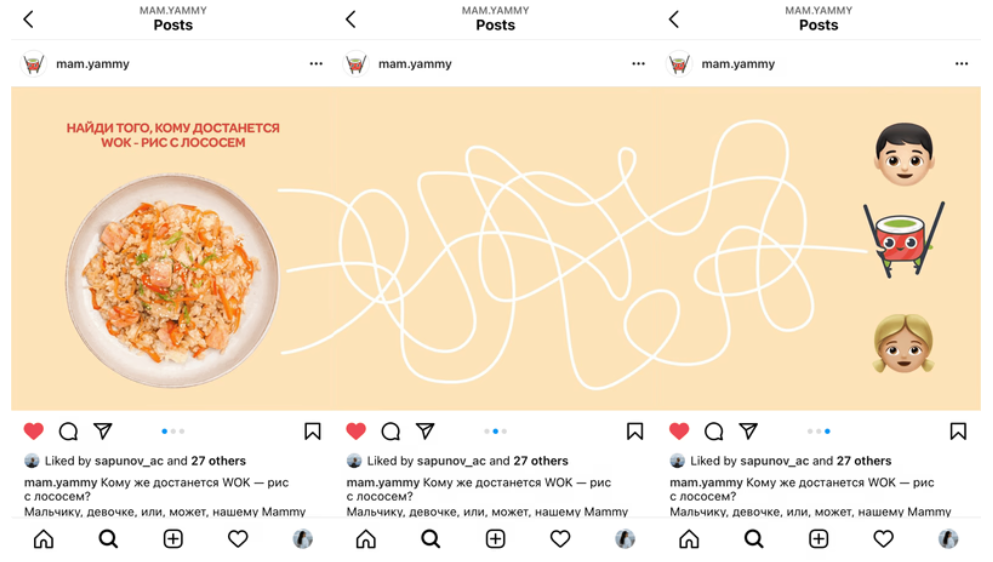 MAM.YAMMY
Posts
mam.yammy
НАЙДИ ТОГО, КОМУ ДОСТАНЕТСЯ
WOK - РИС С ЛОСОСЕМ
Liked by sapunov_ac and 27 others
mam.yammy Кому же достанется WOK — рис
с лососем?
Мальчику, девочке, или, может, нашему Mammy
MAM.YAMMY
Posts
mam.yammy
Liked by sapunov_ac and 27 others
mam.yammy Кому же достанется WOK — рис
с лососем?
Мальчику, девочке, или, может, нашему Mammy
MAM.YAMMY
Posts
mam.yammy
Liked by sapunov_ac and 27 others
mam.yammy Кому же достанется WOK — рис
с лососем?
Мальчику, девочке, или, может, нашему Mammy